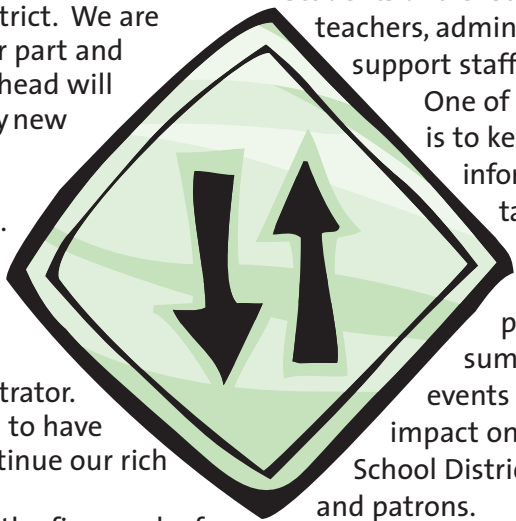 trict. We are
r part and
head will
y new
.
trator.
to have
tinue our rich
teachers, admin
support staff
One of
is to ke
infor
ta
p
sum
events
impact on
School Distric
and patrons.